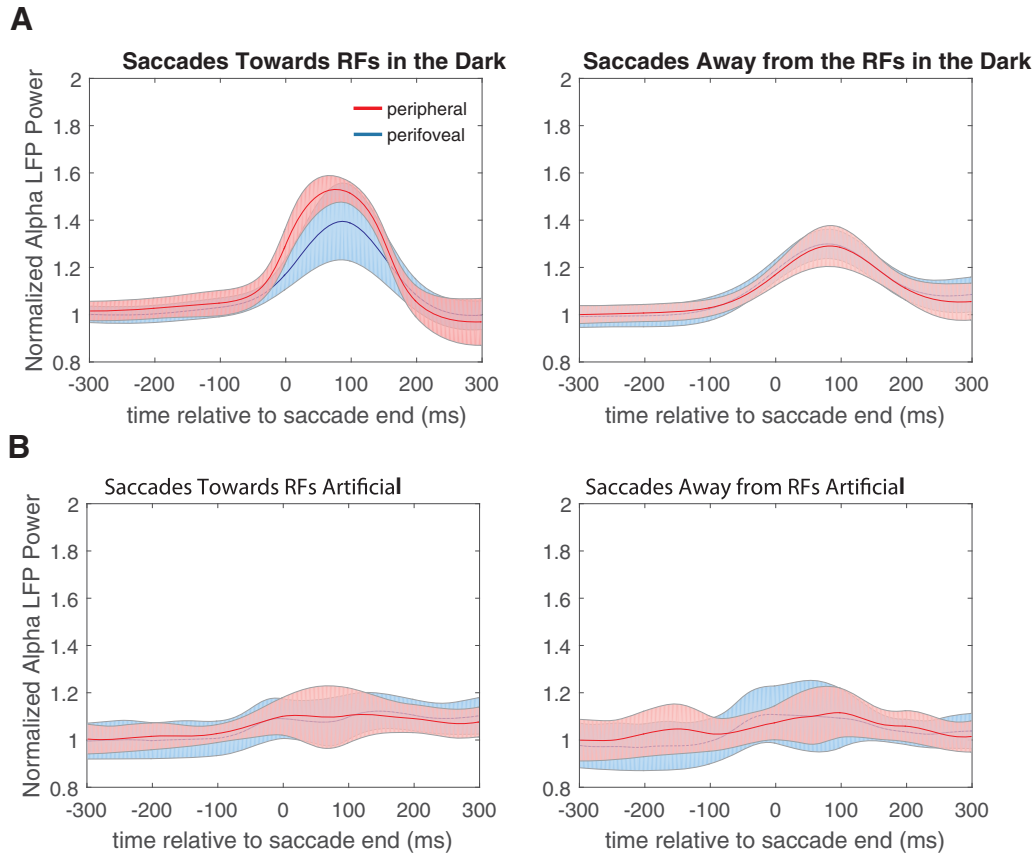 A
Saccades Towards RFs in the Dark
Saccades Away from the RFs in the Dark
Normalized Alpha LFP Power
2
1.8
1.6
1.4
1.2
1
0.8
peripheral
perifoveal
-300 -200 -100 0 100 200 300
time relative to saccade end (ms)
2
1.8
1.6
1.4
1.2
1
0.8
-300 -200 -100 0 100 200 300
time relative to saccade end (ms)
B
Saccades Towards RFs Artificial
Saccades Away from RFs Artificial
Normalized Alpha LFP Power
2
1.8
1.6
1.4
1.2
1
0.8
-300 -200 -100 0 100 200 300
time relative to saccade end (ms)
2
1.8
1.6
1.4
1.2
1
0.8
-300 -200 -100 0 100 200 300
time relative to saccade end (ms)